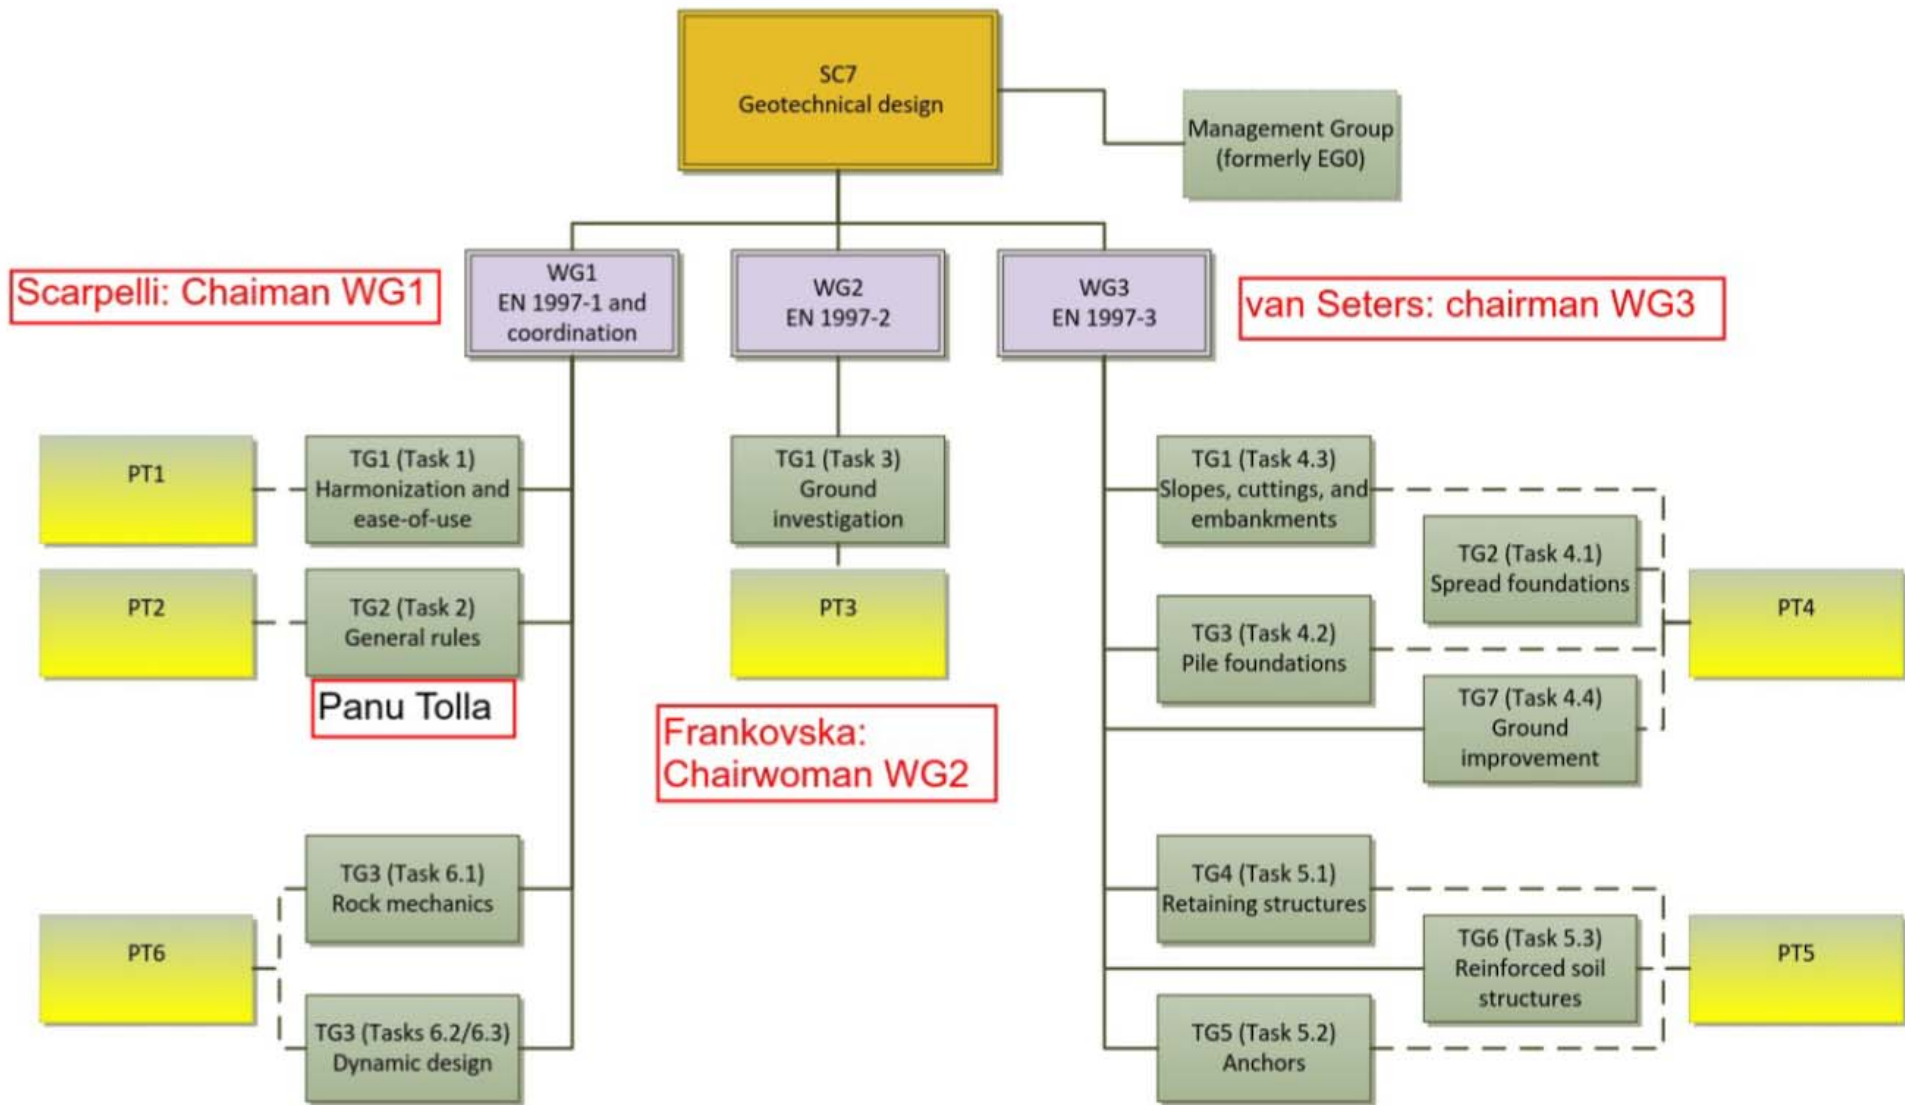 SC7
Geotechnical design
Management Group
(formerly EG0)
Scarpelli: Chaiman WG1
WG1
EN 1997-1 and
coordination
WG2
EN 1997-2
WG3
EN 1997-3
van Seters: chairman WG3
PT1
TG1 (Task 1)
Harmonization and
ease-of-use
TG1 (Task 3)
Ground
investigation
TG1 (Task 4.3)
Slopes, cuttings, and
embankments
TG2 (Task 4.1)
Spread foundations
PT2
TG2 (Task 2)
General rules
PT3
TG3 (Task 4.2)
Pile foundations
PT4
Panu Tolla
Frankovska:
Chairwoman WG2
TG7 (Task 4.4)
Ground
improvement
TG3 (Task 6.1)
Rock mechanics
TG4 (Task 5.1)
Retaining structures
PT6
TG6 (Task 5.3)
Reinforced soil
structures
PT5
TG3 (Tasks 6.2/6.3)
Dynamic design
TG5 (Task 5.2)
Anchors